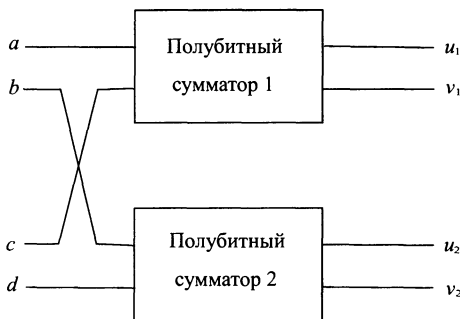 a
Полубитный
сумматор 1
u₁
b
v₁
c
Полубитный
сумматор 2
u₂
d
v₂